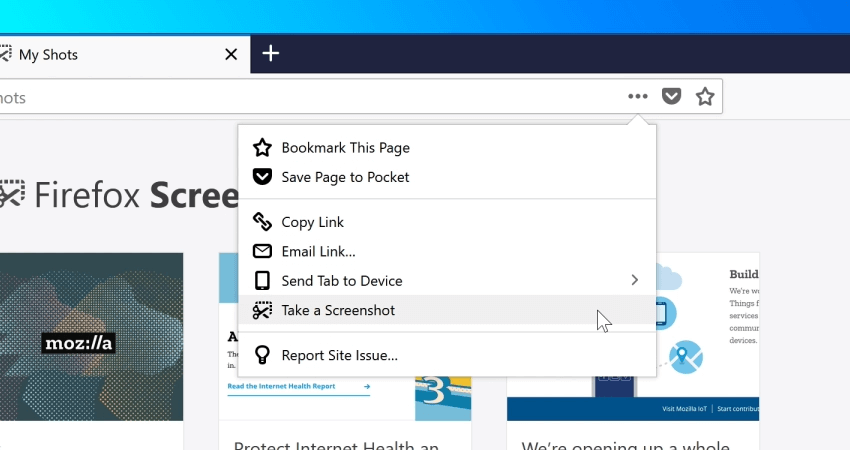 My Shots
hots
Bookmark This Page
Save Page to Pocket
Copy Link
Email Link...
Send Tab to Device
Take a Screenshot
Report Site Issue...
Firefox Scree
moz://a
A
The
in.
Read the Internet Health Report
3
Protect Internet Health an
Build
We're wo
Things f
services
commun
devices.
Visit Mozilla IoT | Start contribut
We're opening up a whole